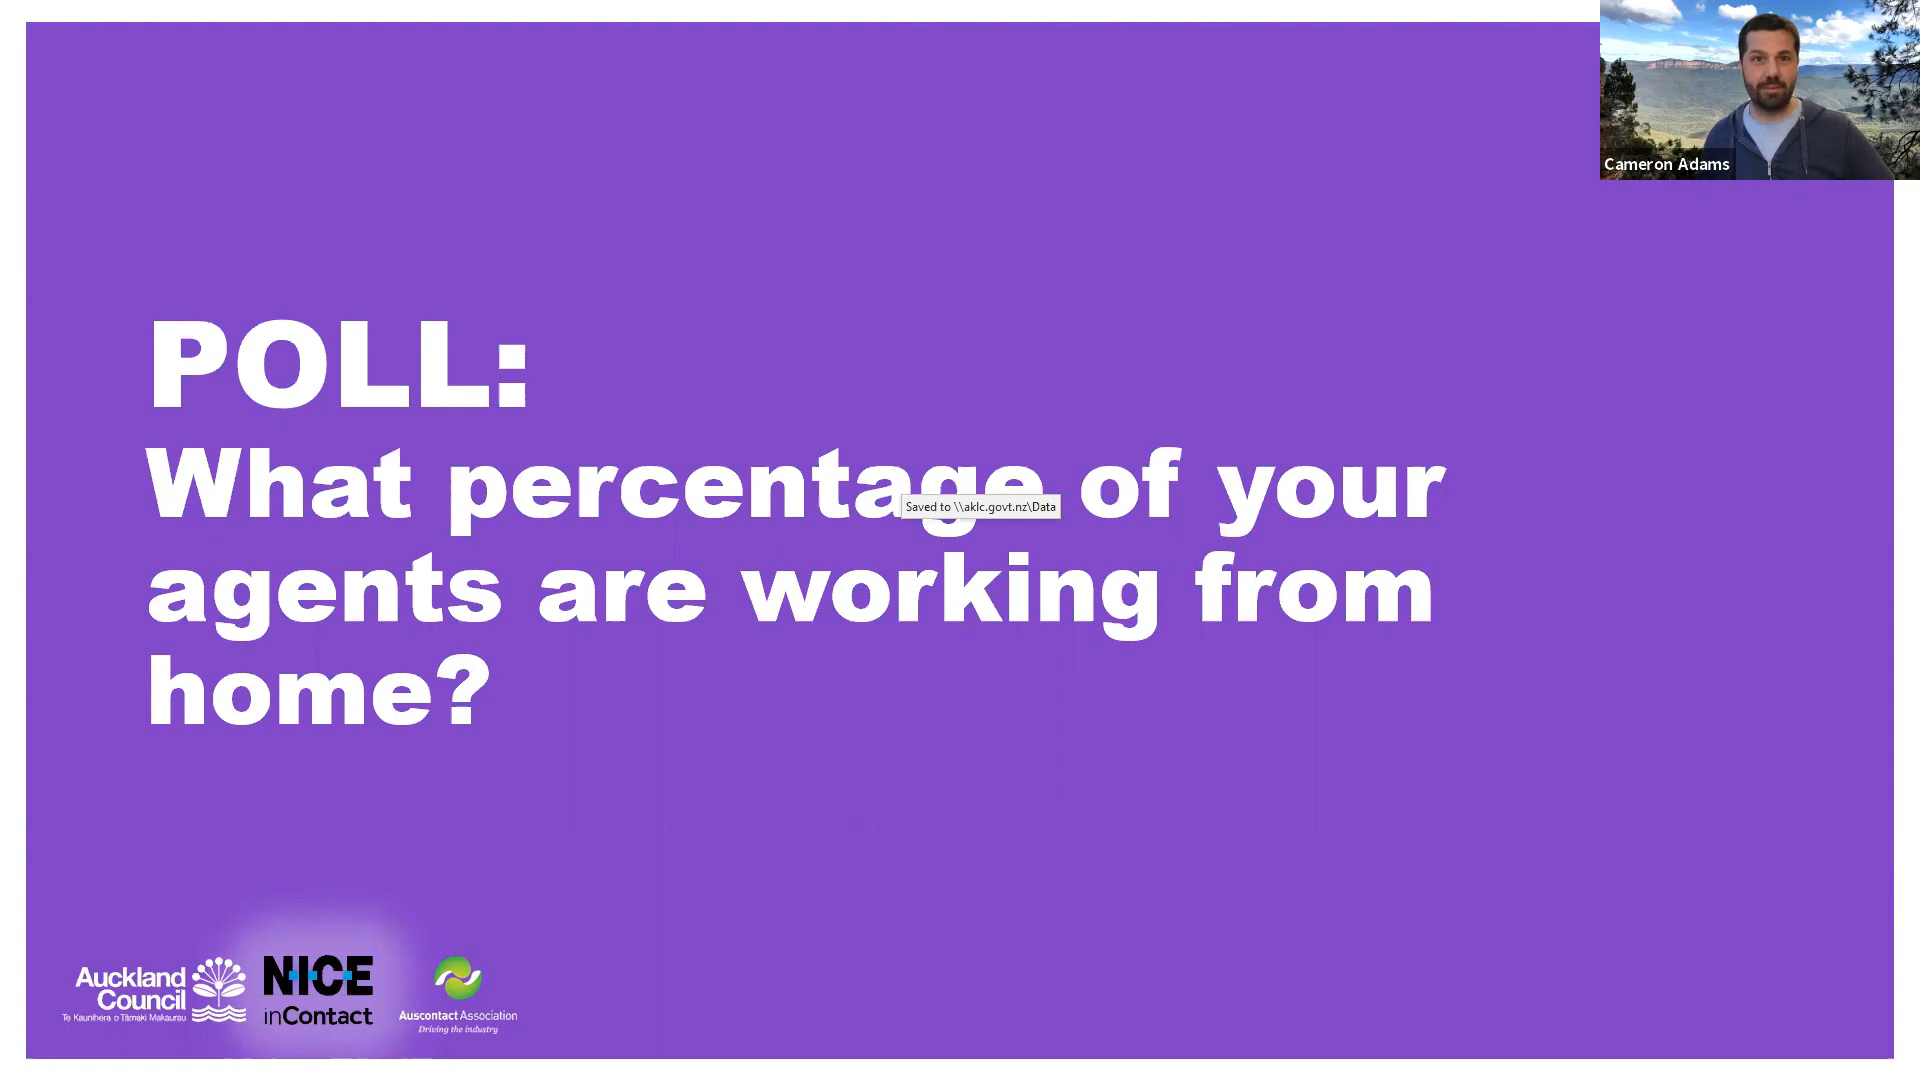 Cameron Adams
POLL:
What percentage of your
Saved to \\aklc.govt.nz\Data
agents are working from
home?
Auckland
Council
Te Kaunihera o Tāmaki Makaurau
NICE
inContact
Auscontact Association
Driving the industry